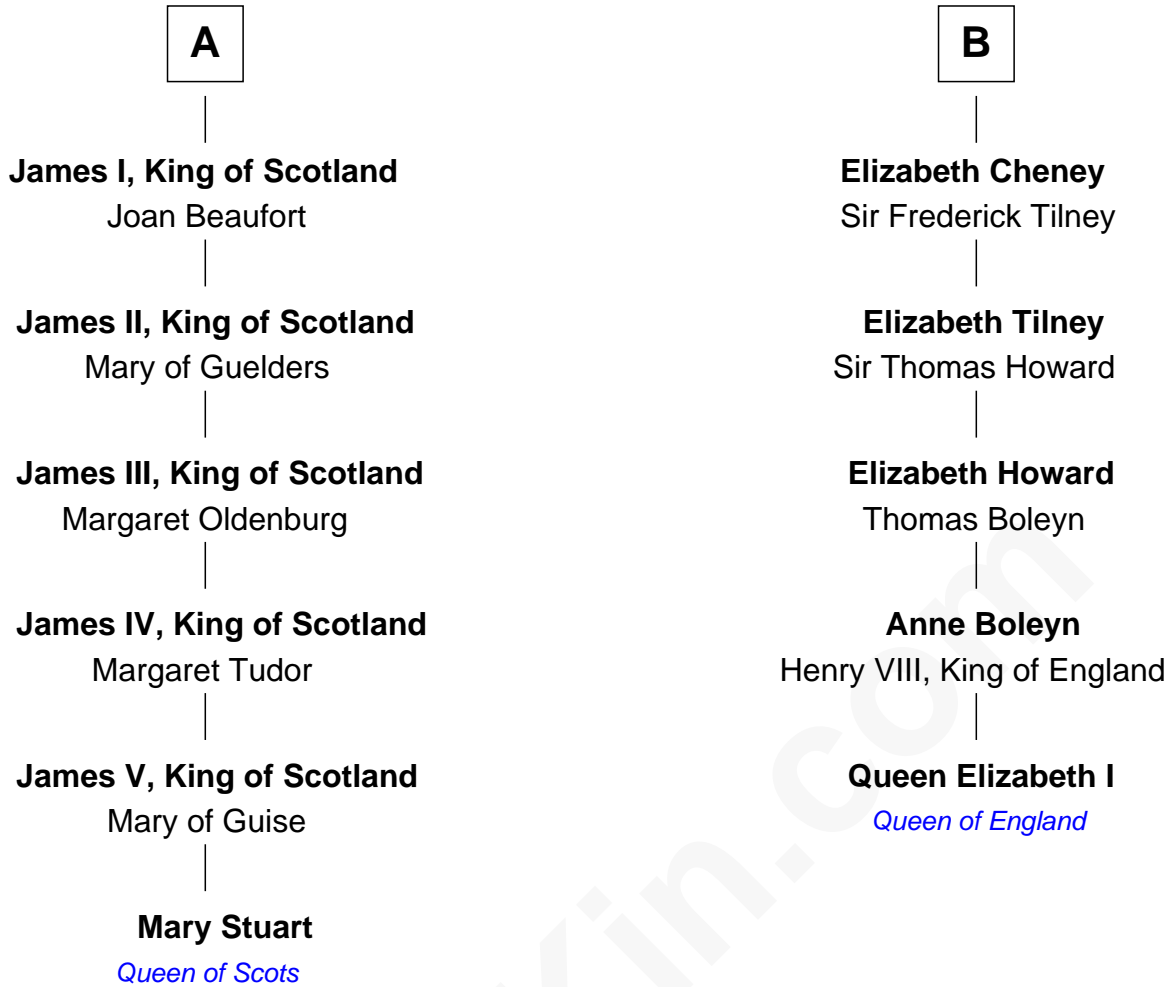 A
James I, King of Scotland
Joan Beaufort
James II, King of Scotland
Mary of Guelders
James III, King of Scotland
Margaret Oldenburg
James IV, King of Scotland
Margaret Tudor
James V, King of Scotland
Mary of Guise
Mary Stuart
Queen of Scots
B
Elizabeth Cheney
Sir Frederick Tilney
Elizabeth Tilney
Sir Thomas Howard
Elizabeth Howard
Thomas Boleyn
Anne Boleyn
Henry VIII, King of England
Queen Elizabeth I
Queen of England
Kin.com